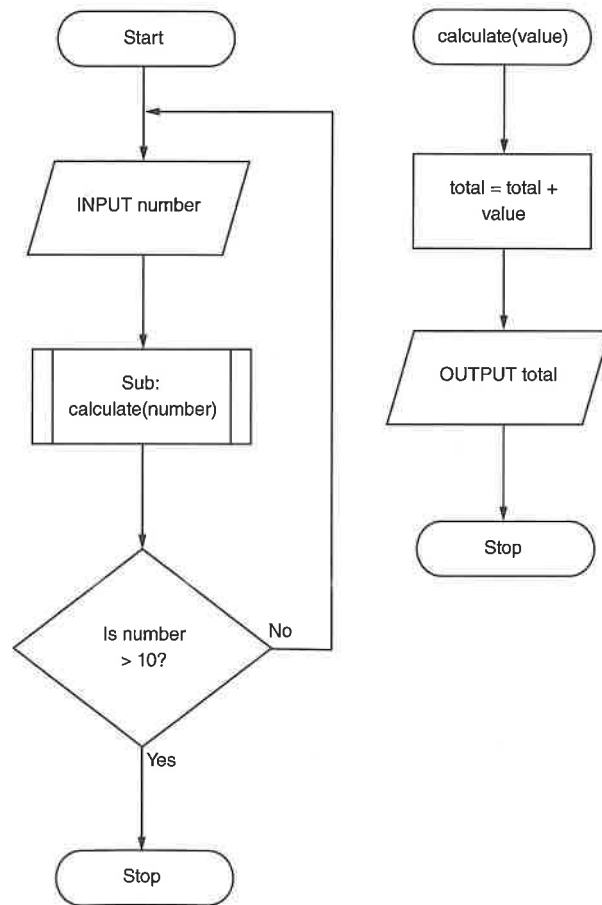 Start
INPUT number
Sub:
calculate(number)
Is number
> 10?
No
Yes
Stop
calculate(value)
total = total +
value
OUTPUT total
Stop